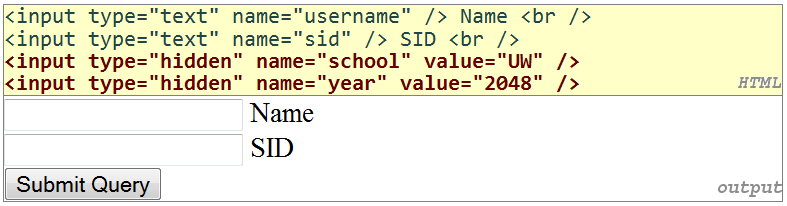 <input type="text" name="username" /> Name <br />
<input type="text" name="sid" /> SID <br />
<input type="hidden" name="school" value="UW" />
<input type="hidden" name="year" value="2048" />
HTML
Name
SID
Submit Query
output